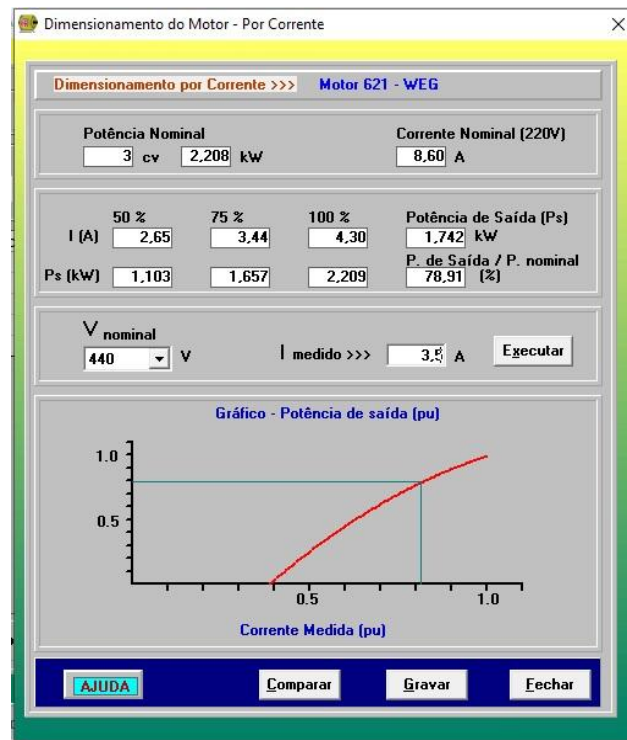 Dimensionamento do Motor - Por Corrente
Dimensionamento por Corrente >>> Motor 621 - WEG
Potência Nominal Corrente Nominal (220V)
3 cv 2,208 kW 8,60 A
50 % 75 % 100 % Potência de Saída (Ps)
I (A) 2,65 3,44 4,30 1,742 kW
P. de Saída / P. nominal
Ps (kW) 1,103 1,657 2,209 78,91 (%)
V nominal
440 V I medido >>> 3,5 A Executar
Gráfico - Potência de saída (pu)
1.0
0.5
0.5 1.0
Corrente Medida (pu)
AJUDA Comparar Gravar Fechar